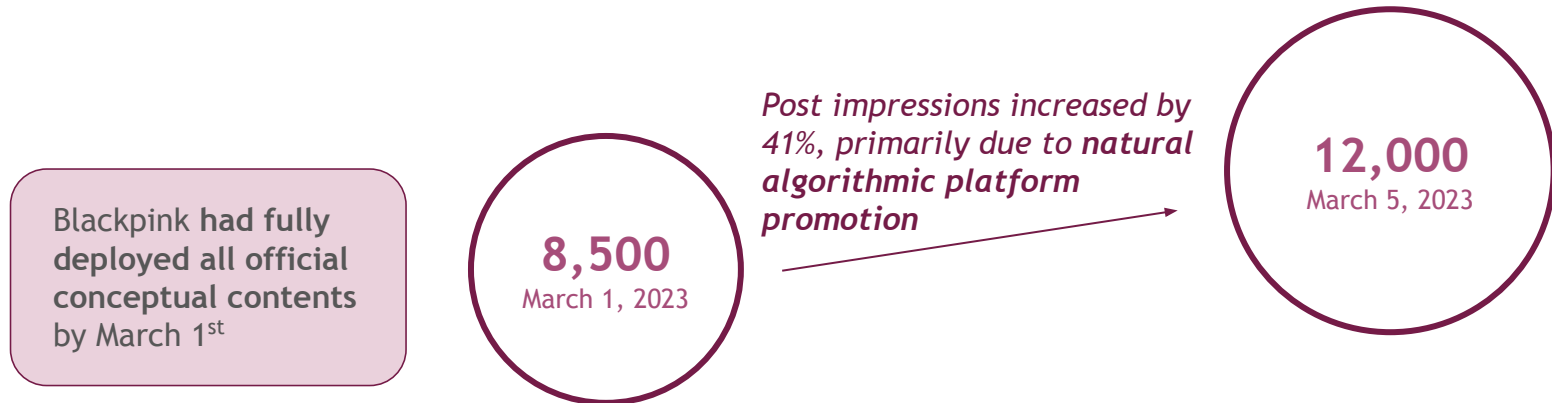 Blackpink had fully
deployed all official
conceptual contents
by March 1st
8,500
March 1, 2023
Post impressions increased by
41%, primarily due to natural
algorithmic platform
promotion
12,000
March 5, 2023